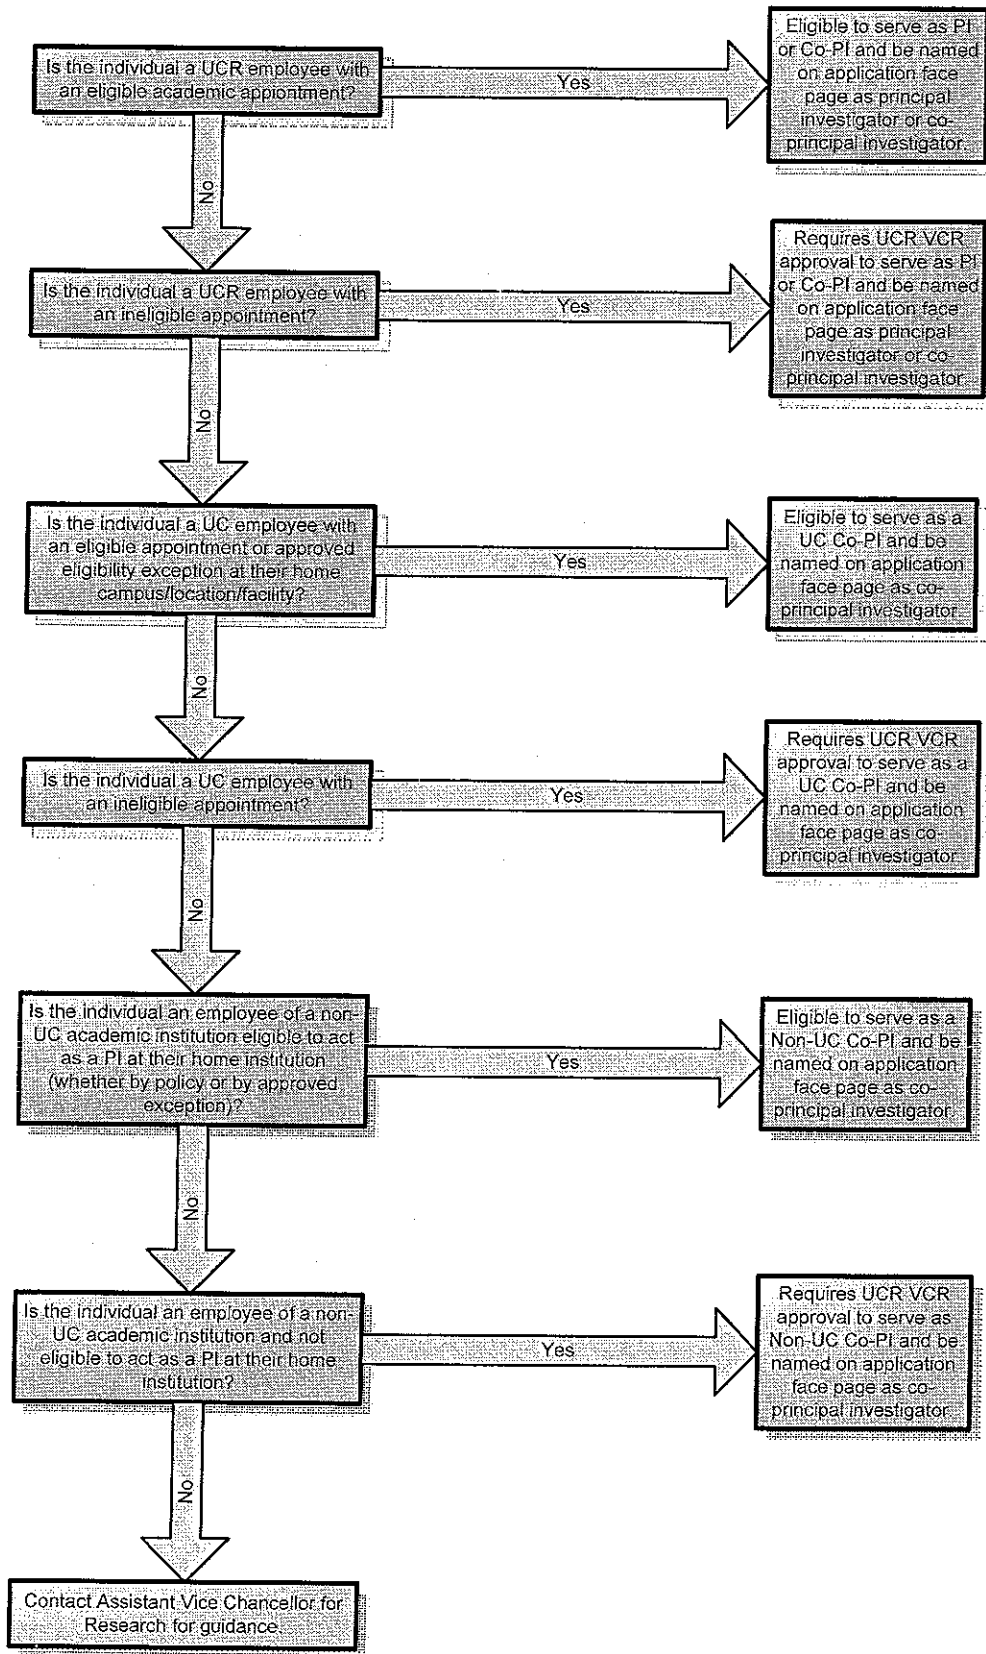 Is the individual a UCR employee with
an eligible academic appiontment?
Yes
Eligible to serve as PI
or Co-PI and be named
on application face
page as principal
investigator or co-
principal investigator.
No
Is the individual a UCR employee with
an ineligible appointment?
Yes
Requires UCR VCR
approval to serve as PI
or Co-PI and be named
on application face
page as principal
investigator or co-
principal investigator.
No
Is the individual a UC employee with
an eligible appointment or approved
eligibility exception at their home
campus/location/facility?
Yes
Eligible to serve as a
UC Co-PI and be
named on application
face page as co-
principal investigator.
No
Is the individual a UC employee with
an ineligible appointment?
Yes
Requires UCR VCR
approval to serve as a
UC Co-PI and be
named on application
face page as co-
principal investigator.
No
Is the individual an employee of a non-
UC academic institution eligible to act
as a PI at their home institution
(whether by policy or by approved
exception)?
Yes
Eligible to serve as a
Non-UC Co-PI and be
named on application
face page as co-
principal investigator.
No
Is the individual an employee of a non-
UC academic institution and not
eligible to act as a PI at their home
institution?
Yes
Requires UCR VCR
approval to serve as
Non-UC Co-PI and be
named on application
face page as co-
principal investigator.
No
Contact Assistant Vice Chancellor for
Research for guidance.